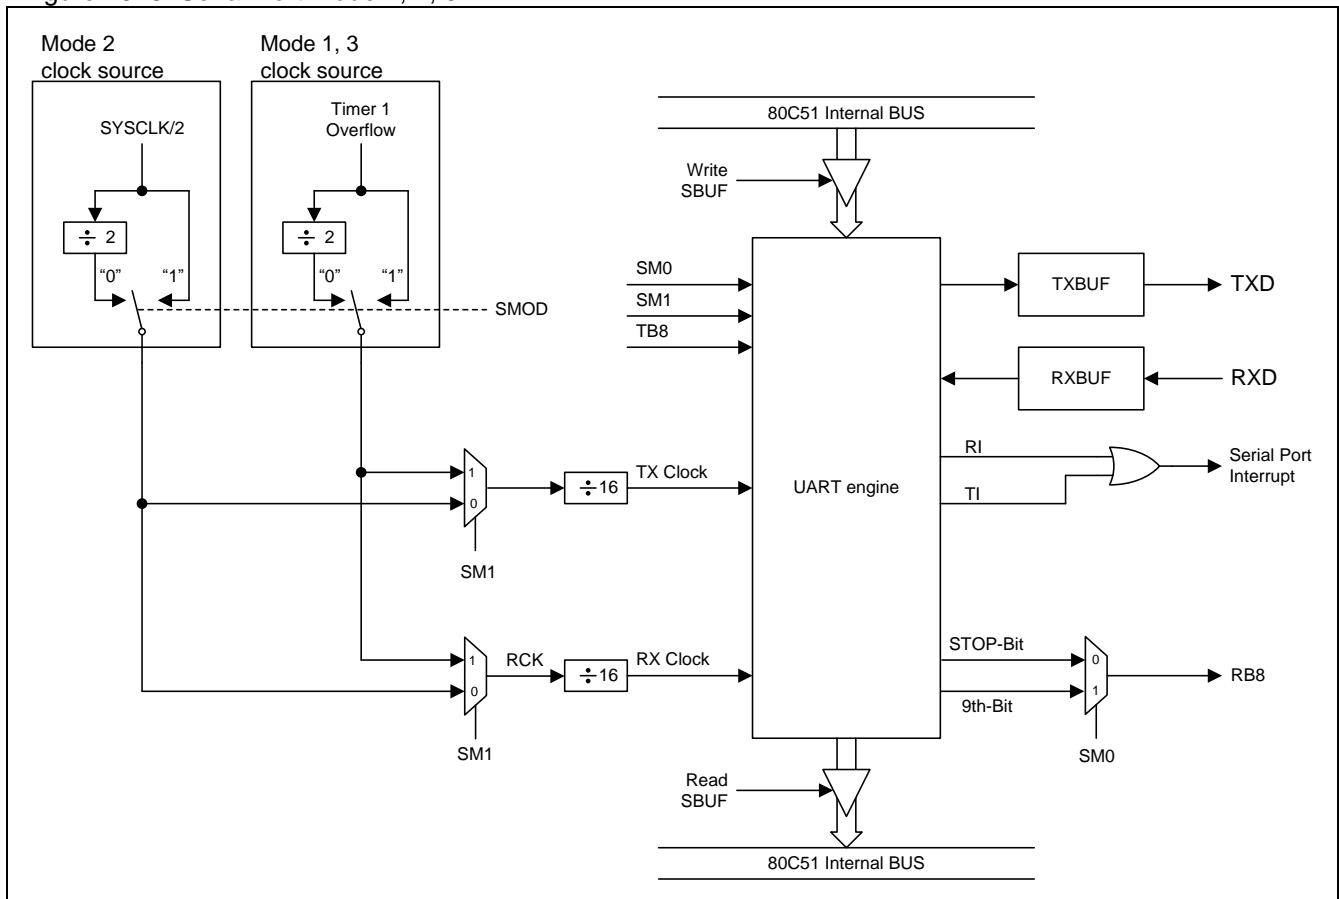 Mode 2
clock source
Mode 1, 3
clock source
SYSCLK/2
Timer 1
Overflow
÷ 2
÷ 2
“0”
“1”
“0”
“1”
SMOD
80C51 Internal BUS
Write
SBUF
SM0
SM1
TB8
TXBUF
TXD
RXBUF
RXD
RI
TI
Serial Port
Interrupt
UART engine
1
0
SM1
÷16
TX Clock
1
0
SM1
RCK
÷16
RX Clock
STOP-Bit
9th-Bit
0
1
SM0
RB8
Read
SBUF
80C51 Internal BUS